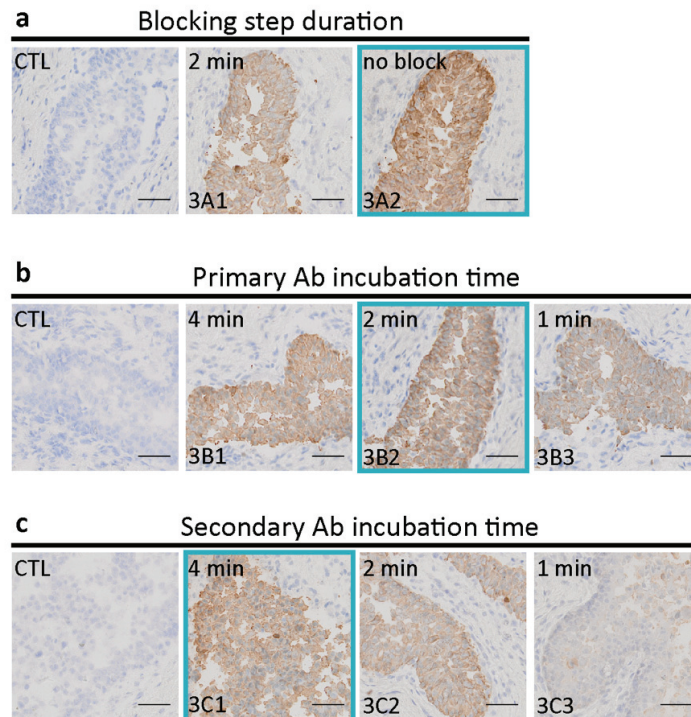 a
Blocking step duration
CTL 2 min no block
3A1 3A2
b
Primary Ab incubation time
CTL 4 min 2 min 1 min
3B1 3B2 3B3
c
Secondary Ab incubation time
CTL 4 min 2 min 1 min
3C1 3C2 3C3